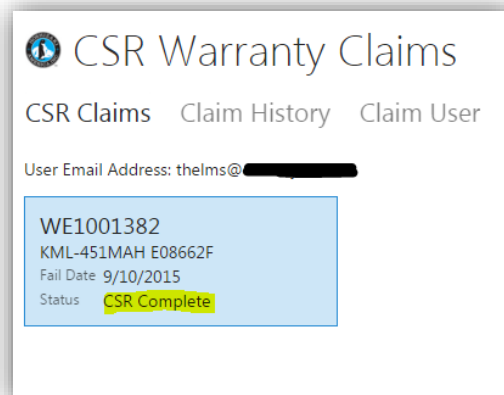 CSR Warranty Claims
CSR Claims Claim History Claim User
User Email Address: thelms@
WE1001382
KML-451MAH E08662F
Fail Date 9/10/2015
Status CSR Complete